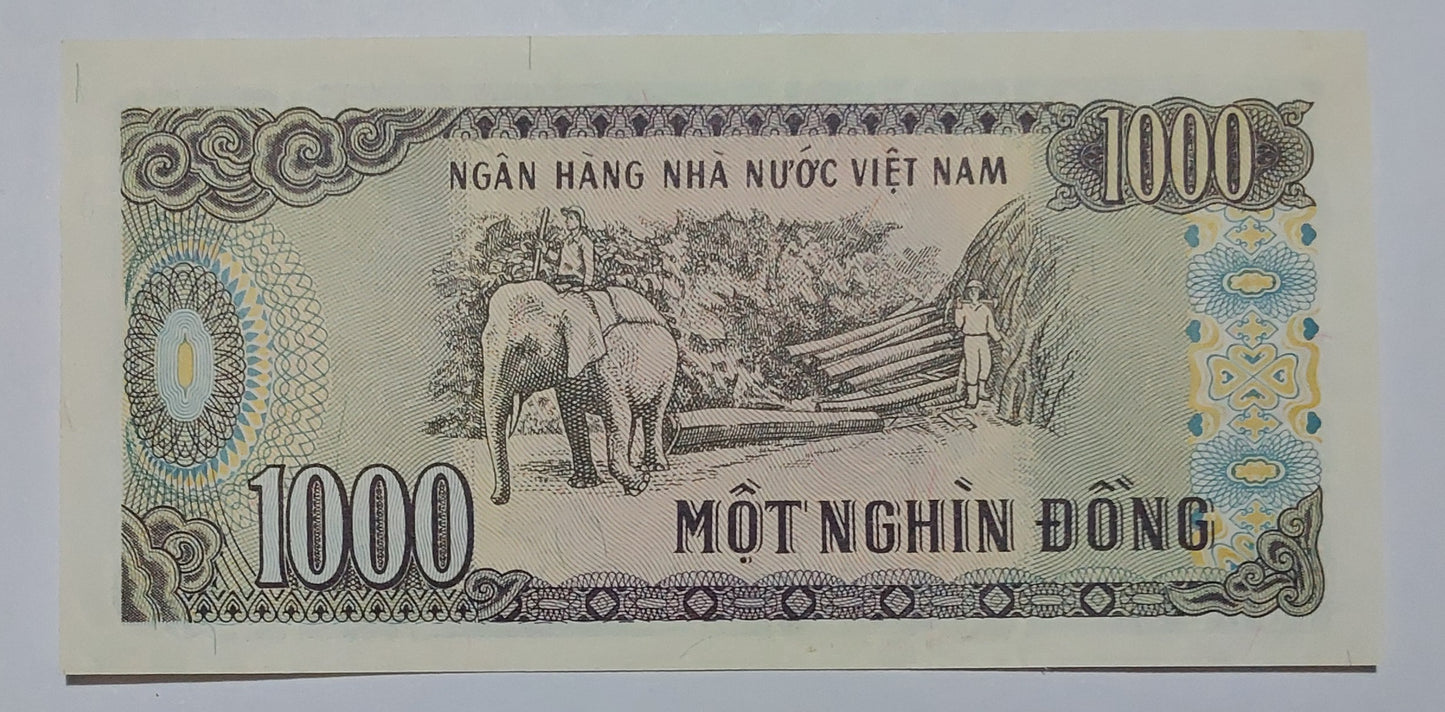 NGÂN HÀNG NHÀ NƯỚC VIỆT NAM
1000
1000
MỘT NGHÌN ĐỒNG